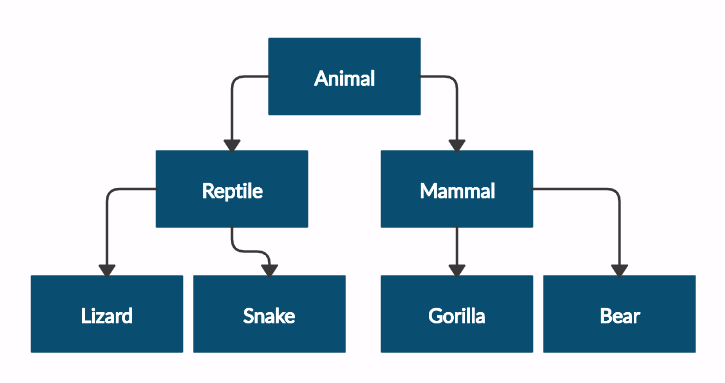 Animal
Reptile
Mammal
Lizard
Snake
Gorilla
Bear